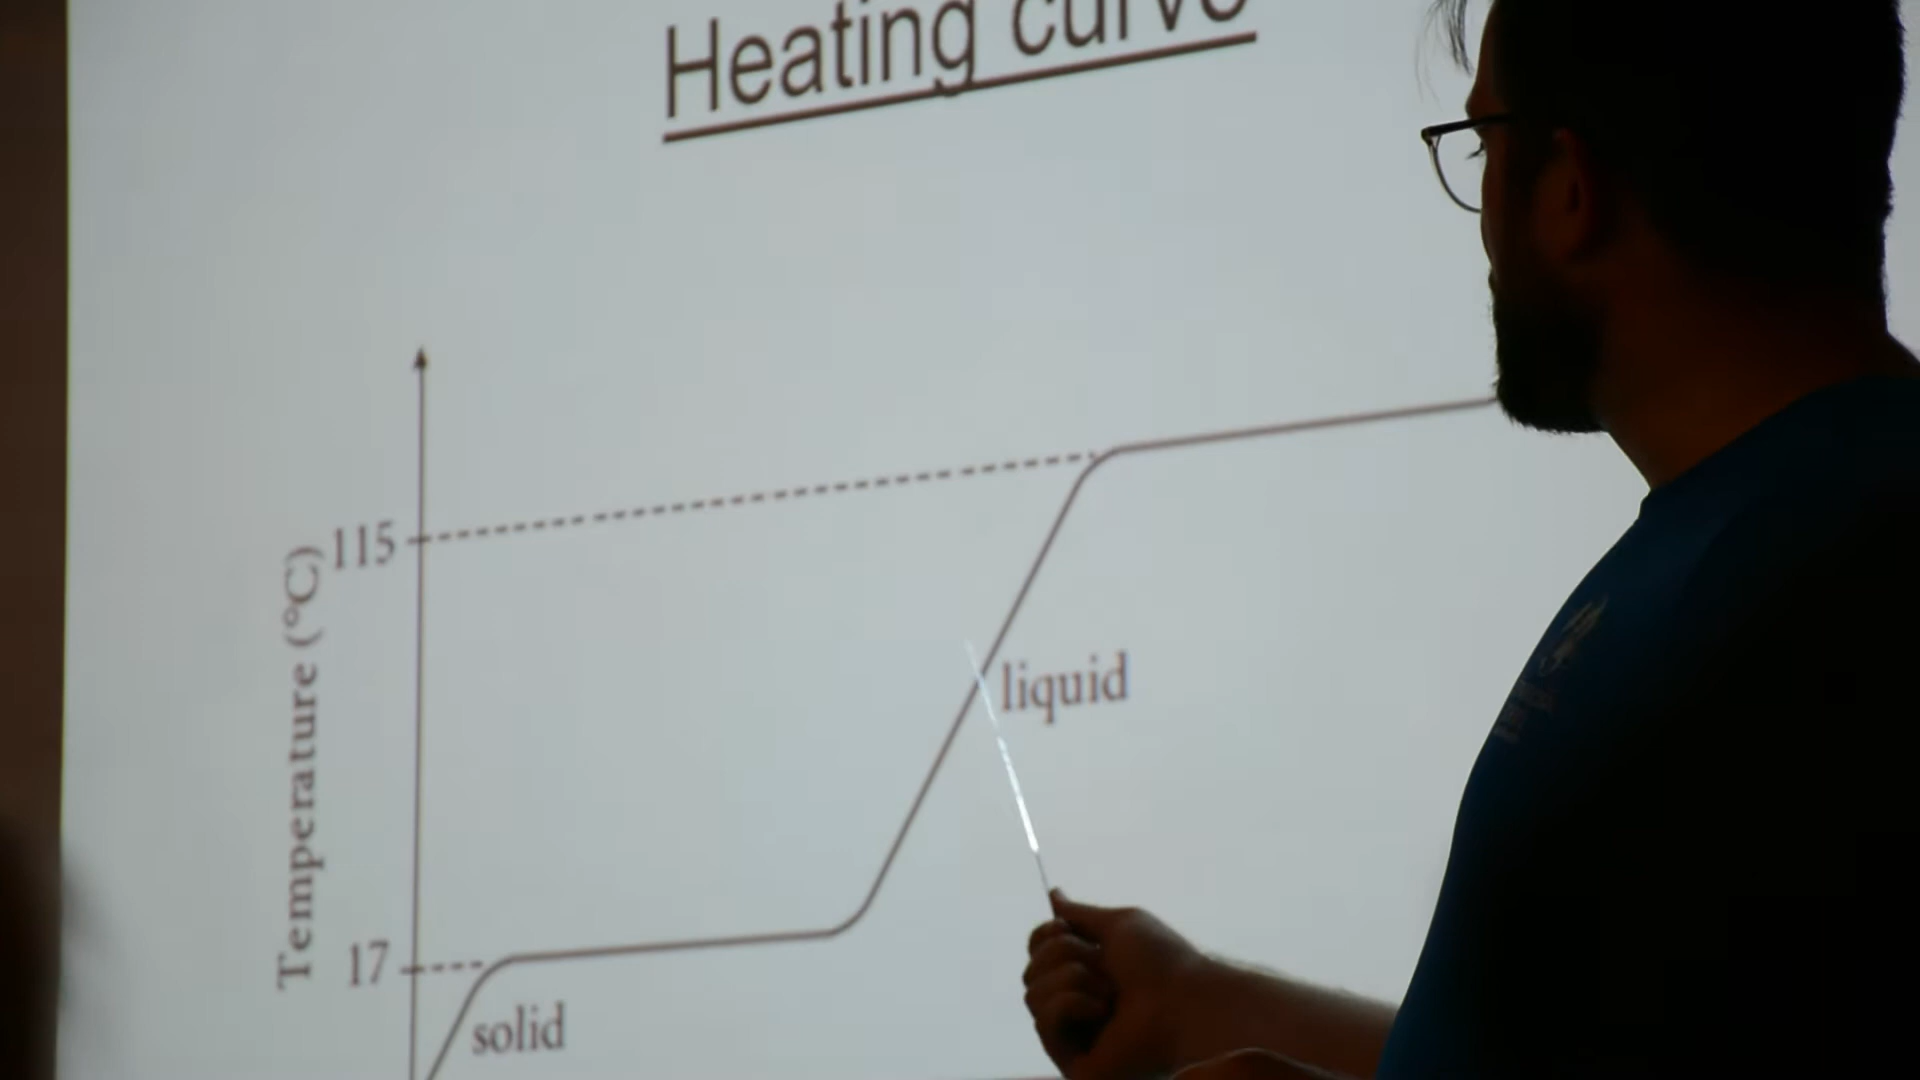 Heating curve
115
Temperature (°C)
liquid
17
solid